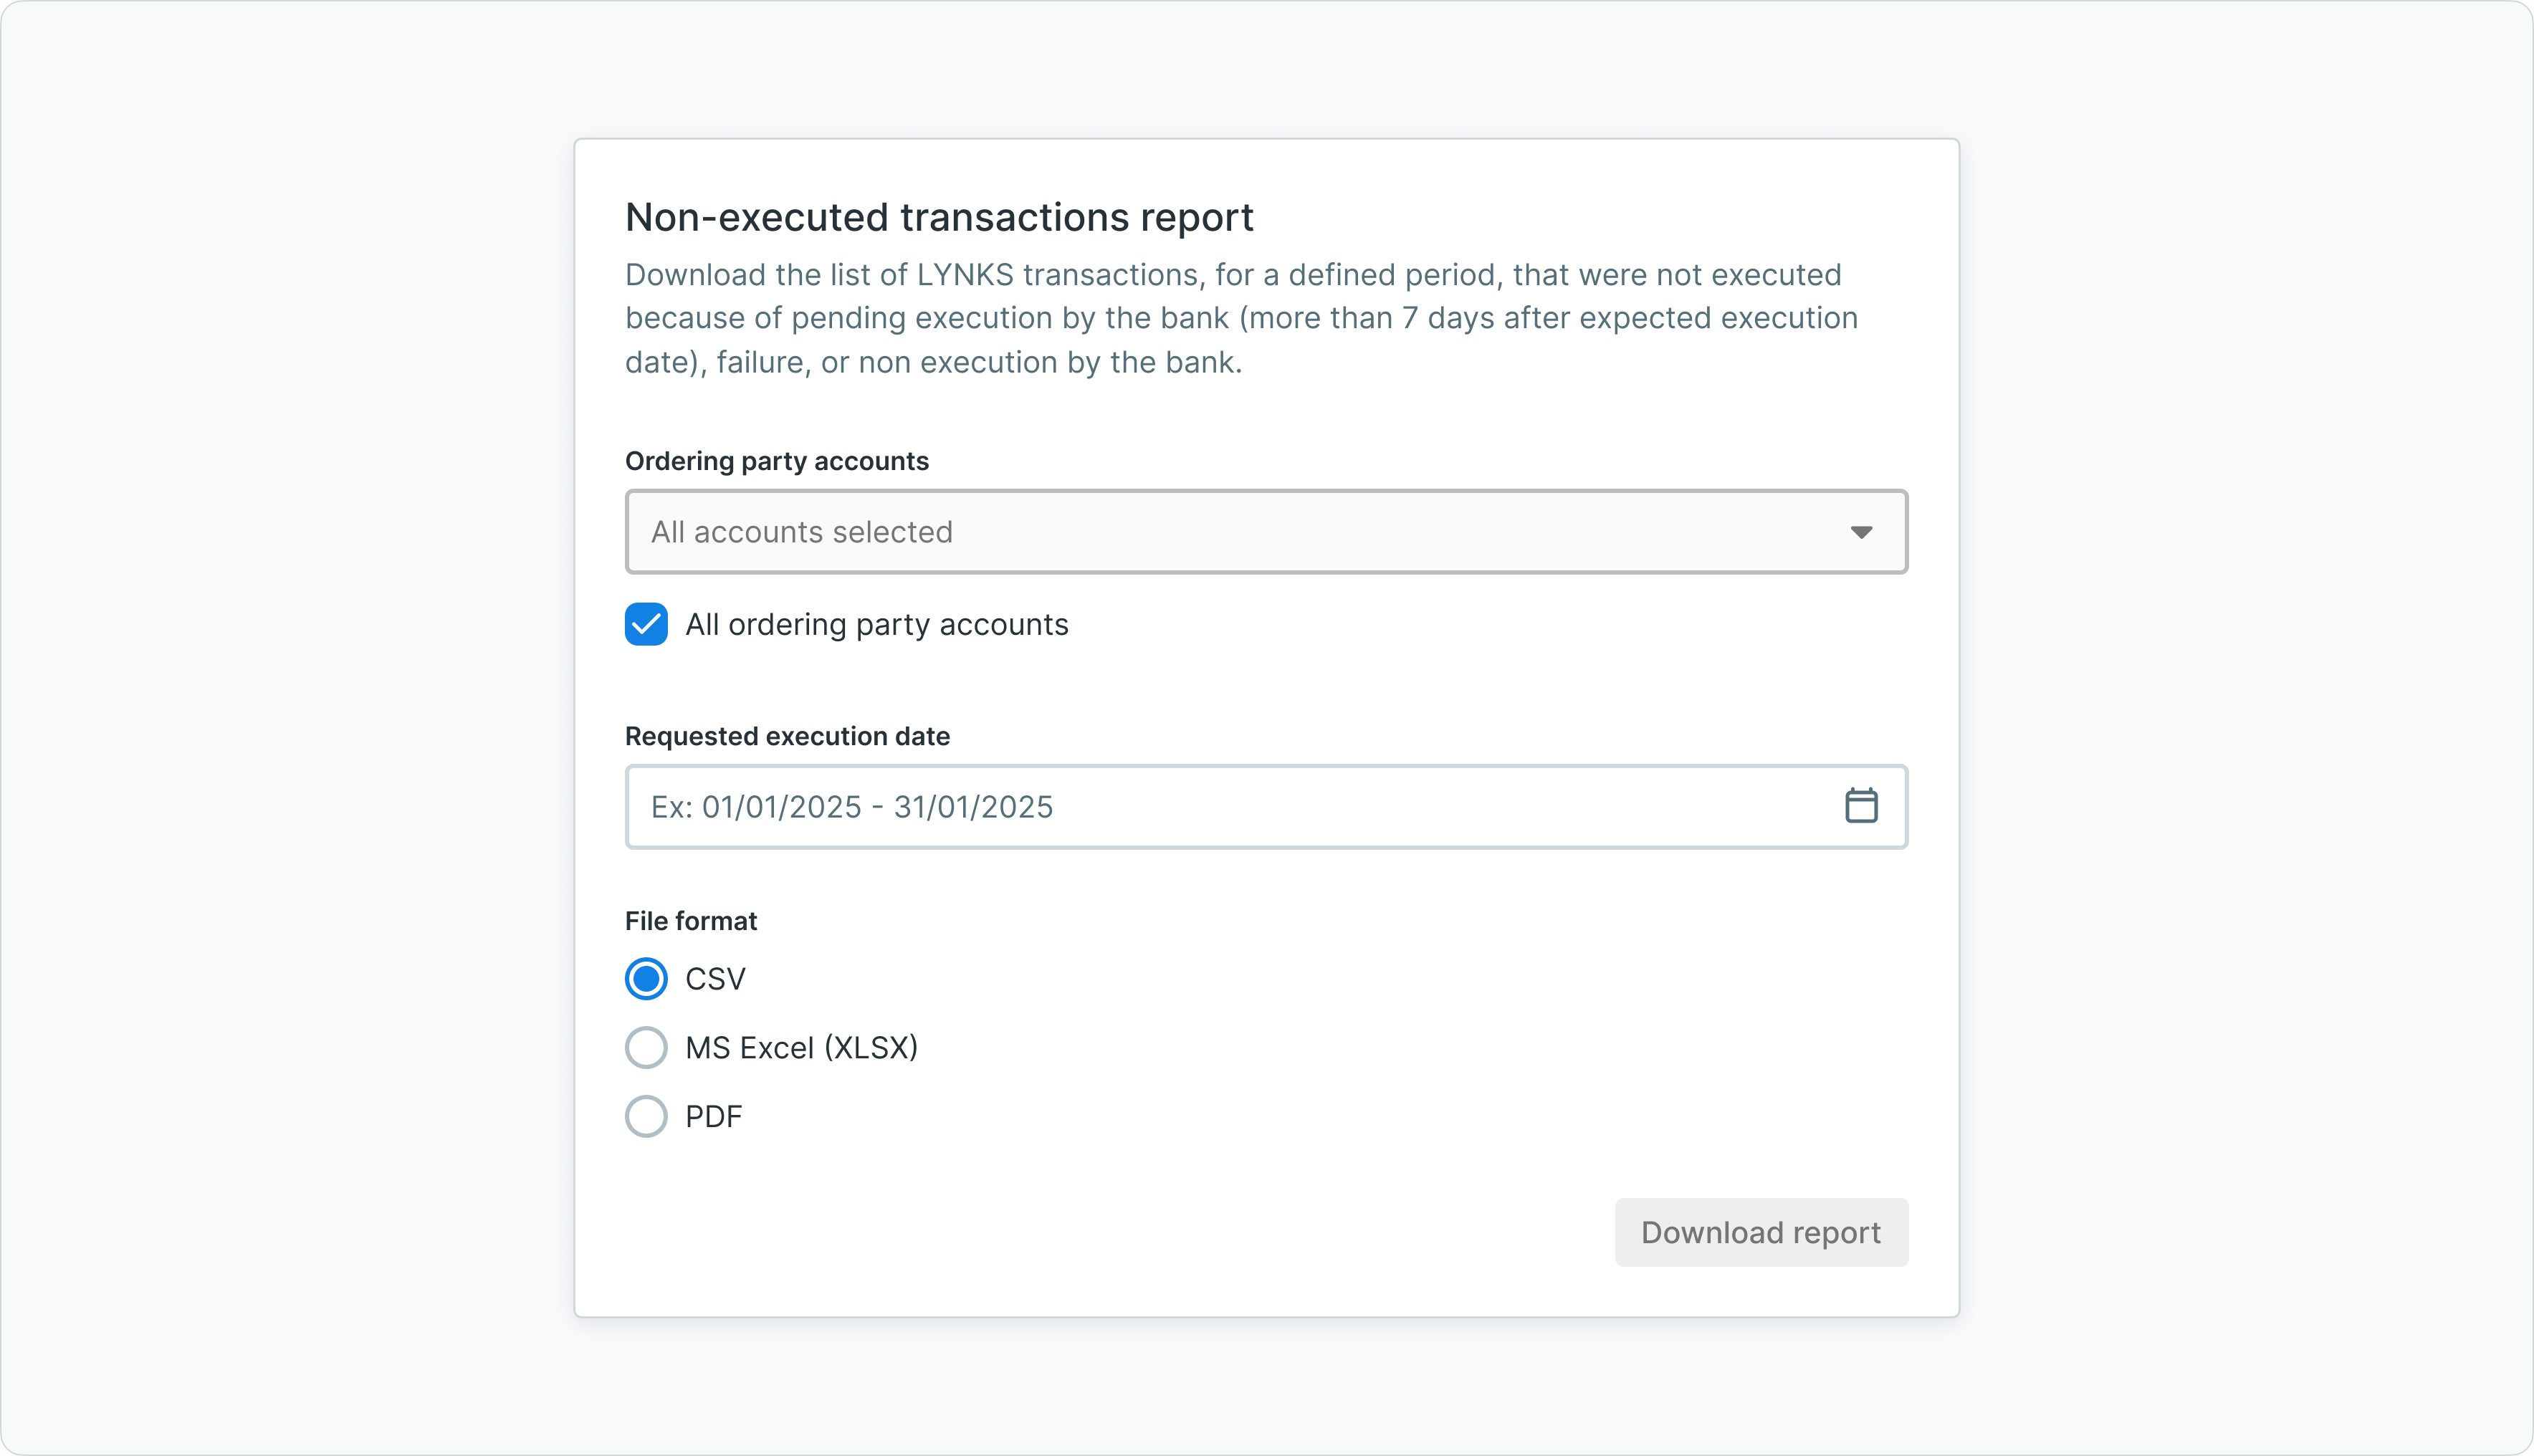 Non-executed transactions report
Download the list of LYNKS transactions, for a defined period, that were not executed
because of pending execution by the bank (more than 7 days after expected execution
date), failure, or non execution by the bank.
Ordering party accounts
All accounts selected
All ordering party accounts
Requested execution date
Ex: 01/01/2025 - 31/01/2025
File format
CSV
MS Excel (XLSX)
PDF
Download report